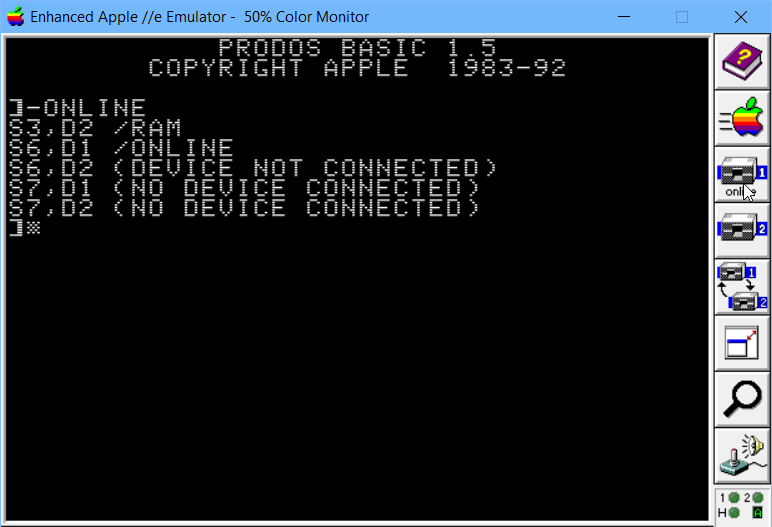 Enhanced Apple //e Emulator - 50% Color Monitor
PRODOS BASIC 1.5
COPYRIGHT APPLE 1983-92
]-ONLINE
S3,D2 /RAM
S6,D1 /ONLINE
S6,D2 (DEVICE NOT CONNECTED)
S7,D1 (NO DEVICE CONNECTED)
S7,D2 (NO DEVICE CONNECTED)
]※
?
1
online
2
1
2
1 2
H A